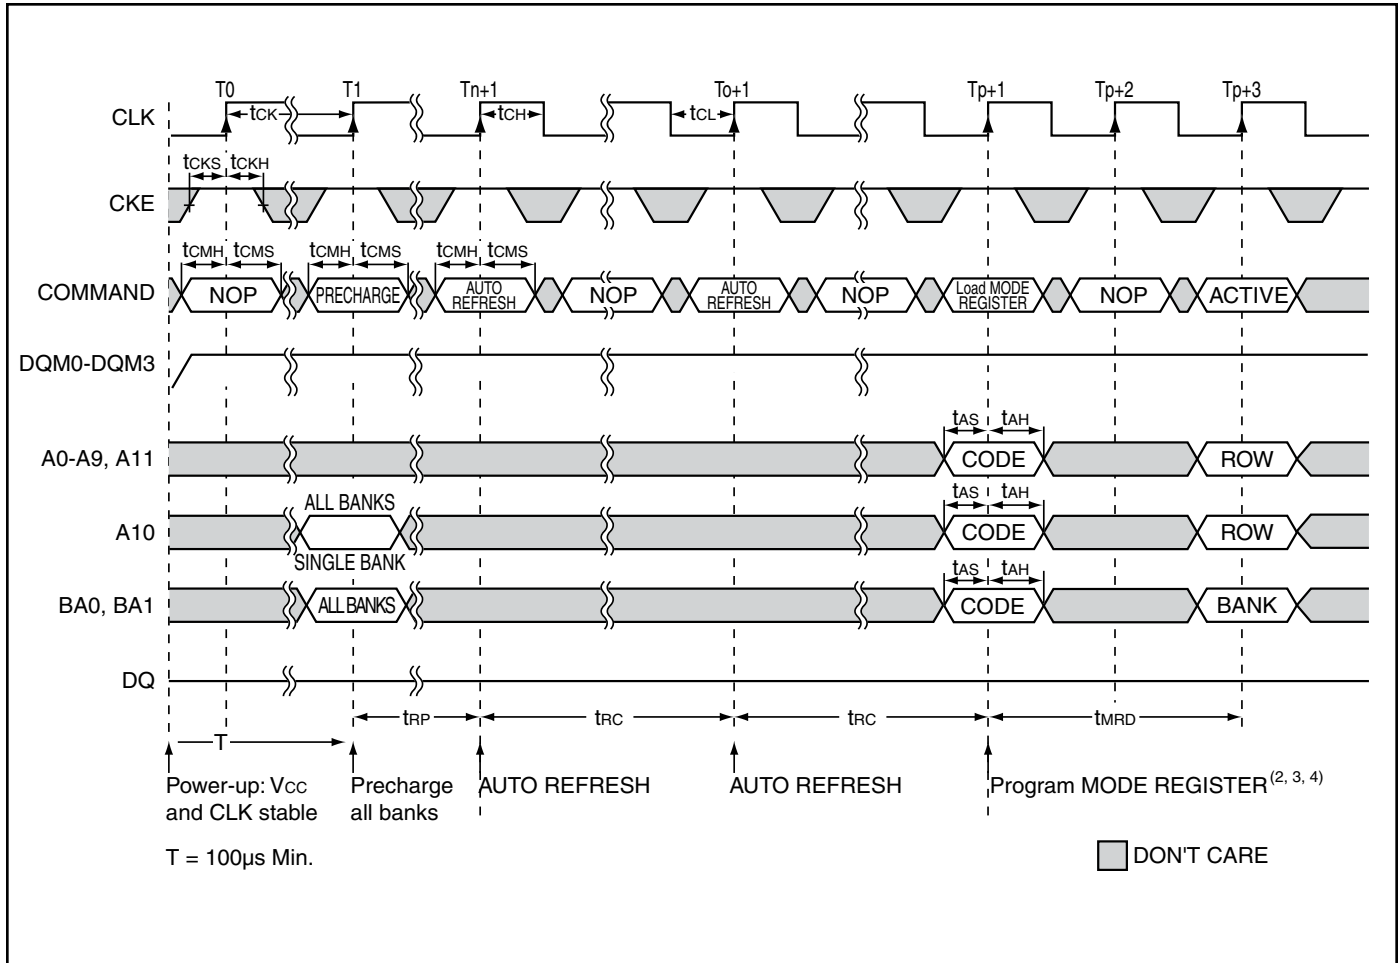 T0 T1 Tn+1 To+1 Tp+1 Tp+2 Tp+3
CLK tCK tCH tCL
tCKS tCKH
CKE
tCMH tCMS tCMH tCMS tCMH tCMS
COMMAND NOP PRECHARGE AUTO REFRESH NOP AUTO REFRESH NOP Load MODE REGISTER NOP ACTIVE
DQM0-DQM3
tAS tAH
A0-A9, A11 CODE ROW
ALL BANKS tAS tAH
A10 CODE ROW
SINGLE BANK tAS tAH
BA0, BA1 ALL BANKS CODE BANK
DQ
tRP tRC tRC tMRD
T
Power-up: VCC Precharge AUTO REFRESH AUTO REFRESH Program MODE REGISTER(2, 3, 4)
and CLK stable all banks
T = 100µs Min. DON'T CARE